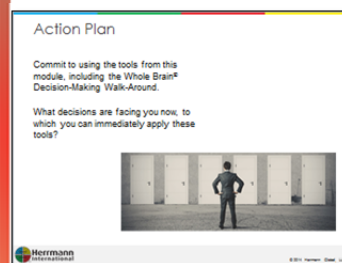 Action Plan
Commit to using the tools from this
module, including the Whole Brain®
Decision-Making Walk-Around.
What decisions are facing you now, to
which you can immediately apply these
tools?
Herrmann
International